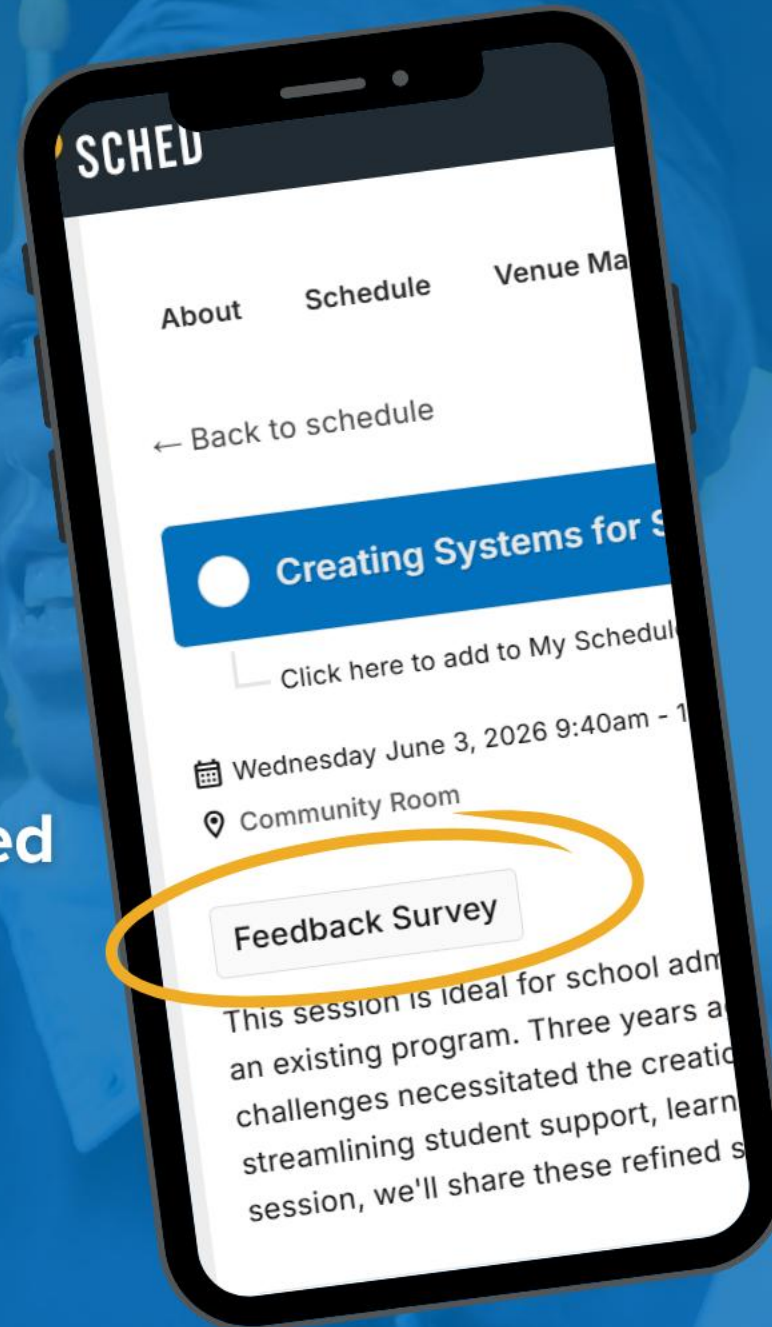 SCHED
About Schedule Venue Ma
← Back to schedule
Creating Systems for S
Click here to add to My Schedul
Wednesday June 3, 2026 9:40am - 1
Community Room
ed
Feedback Survey
This session is ideal for school adm
an existing program. Three years a
challenges necessitated the creatic
streamlining student support, learn
session, we'll share these refined s